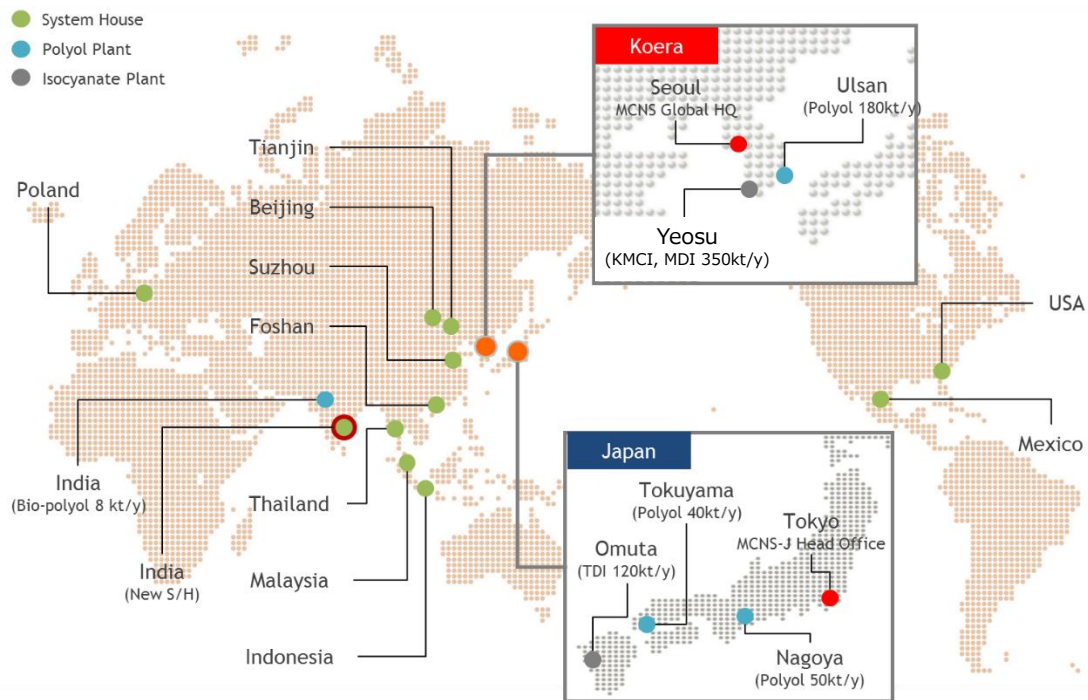 System House
Polyol Plant
Isocyanate Plant
Koera
Seoul
MCNS Global HQ
Ulsan
(Polyol 180kt/y)
Yeosu
(KMCI, MDI 350kt/y)
Tianjin
Poland
Beijing
Suzhou
Foshan
USA
Mexico
India
(Bio-polyol 8 kt/y)
Thailand
India
(New S/H)
Malaysia
Indonesia
Japan
Tokuyama
(Polyol 40kt/y)
Tokyo
MCNS-J Head Office
Omuta
(TDI 120kt/y)
Nagoya
(Polyol 50kt/y)